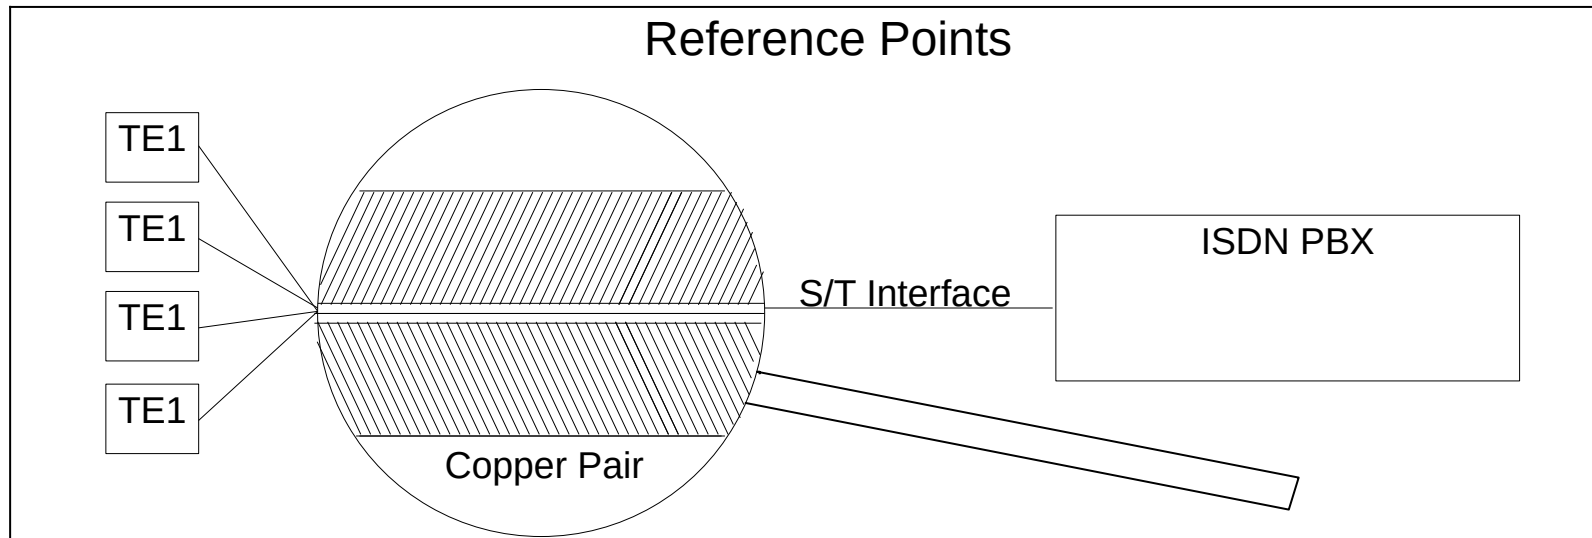 Reference Points
TE1
TE1
TE1
TE1
ISDN PBX
S/T Interface
Copper Pair